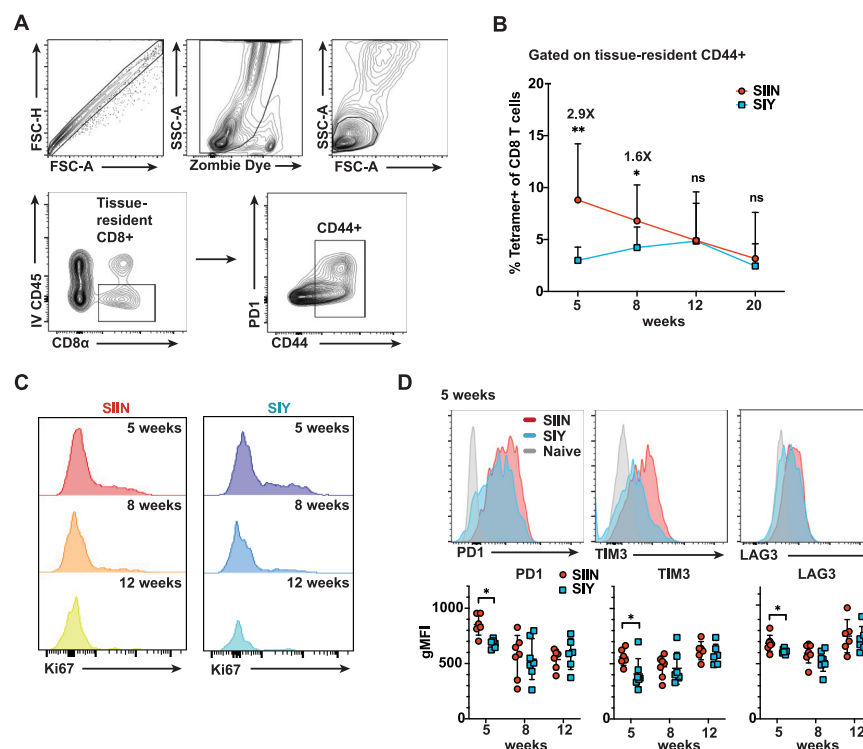 A
FSC-H
FSC-A
SSC-A
Zombie Dye
SSC-A
FSC-A
Tissue-
resident
CD8+
IV CD45
CD8α
CD44+
PD1
CD44
B
Gated on tissue-resident CD44+
SIIN
SIY
% Tetramer+ of CD8 T cells
20
15
10
5
0
2.9X
**
1.6X
*
ns
ns
5
8
12
20
weeks
C
SIIN
SIY
5 weeks
5 weeks
8 weeks
8 weeks
12 weeks
12 weeks
Ki67
Ki67
D
5 weeks
SIIN
SIY
Naive
PD1
TIM3
LAG3
PD1
SIIN
SIY
TIM3
SIIN
SIY
LAG3
gMFI
1000
500
0
*
*
*
5 8 12
5 8 12
5 8 12
weeks
weeks
weeks